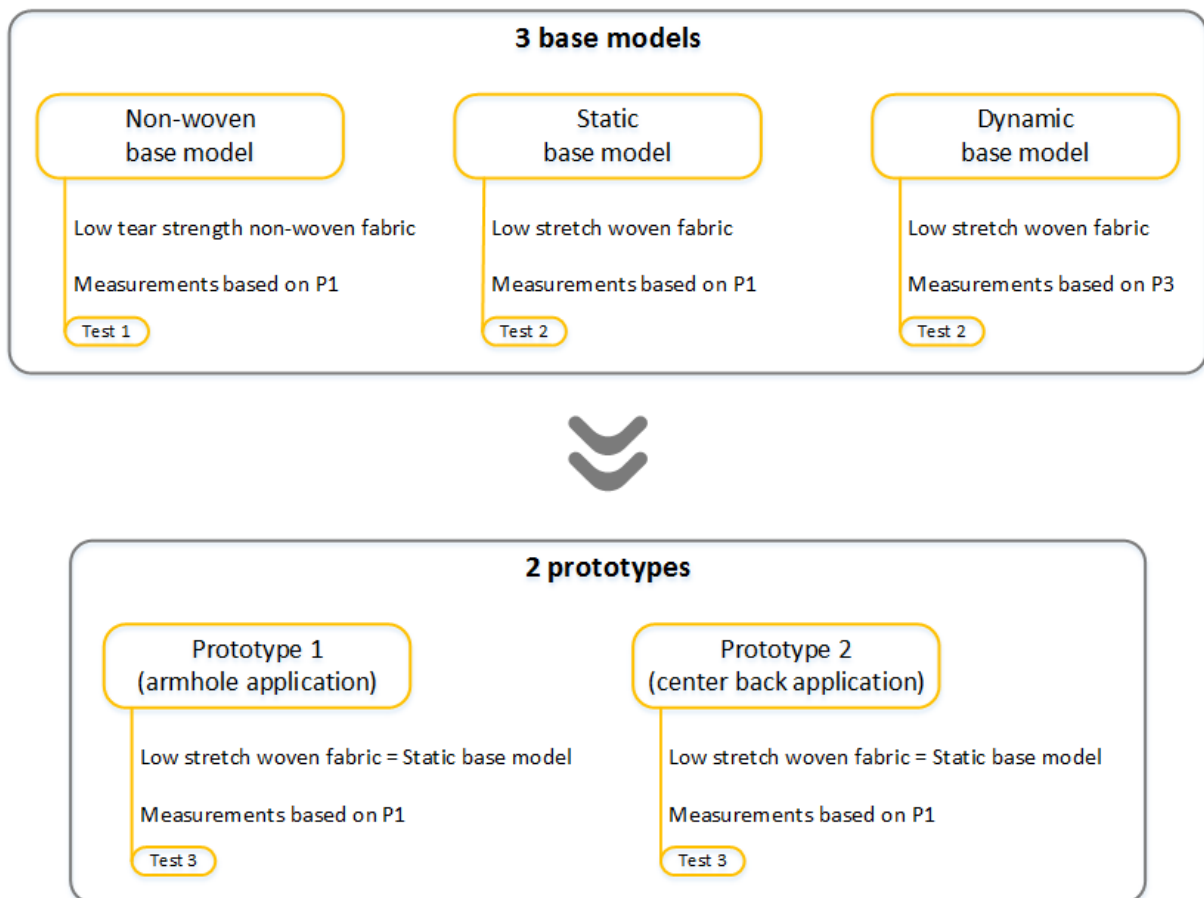 3 base models
Non-woven
base model
Low tear strength non-woven fabric
Measurements based on P1
Test 1
Static
base model
Low stretch woven fabric
Measurements based on P1
Test 2
Dynamic
base model
Low stretch woven fabric
Measurements based on P3
Test 2
2 prototypes
Prototype 1
(armhole application)
Low stretch woven fabric = Static base model
Measurements based on P1
Test 3
Prototype 2
(center back application)
Low stretch woven fabric = Static base model
Measurements based on P1
Test 3